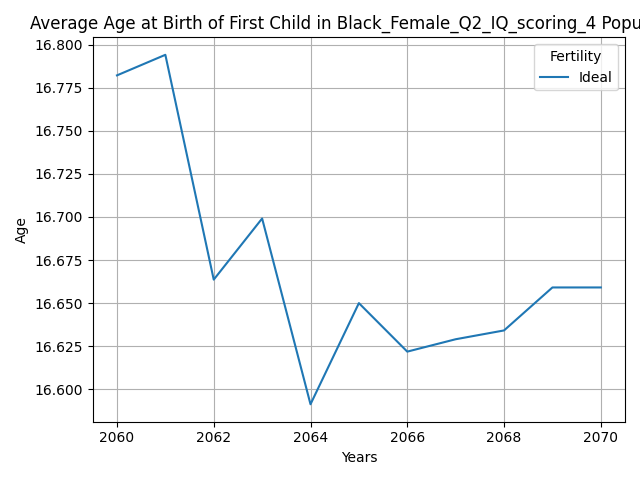 Average Age at Birth of First Child in Black_Female_Q2_IQ_scoring_4 Popu
16.800
16.775
16.750
16.725
16.700
16.675
16.650
16.625
16.600
Age
Fertility
Ideal
2060 2062 2064 2066 2068 2070
Years